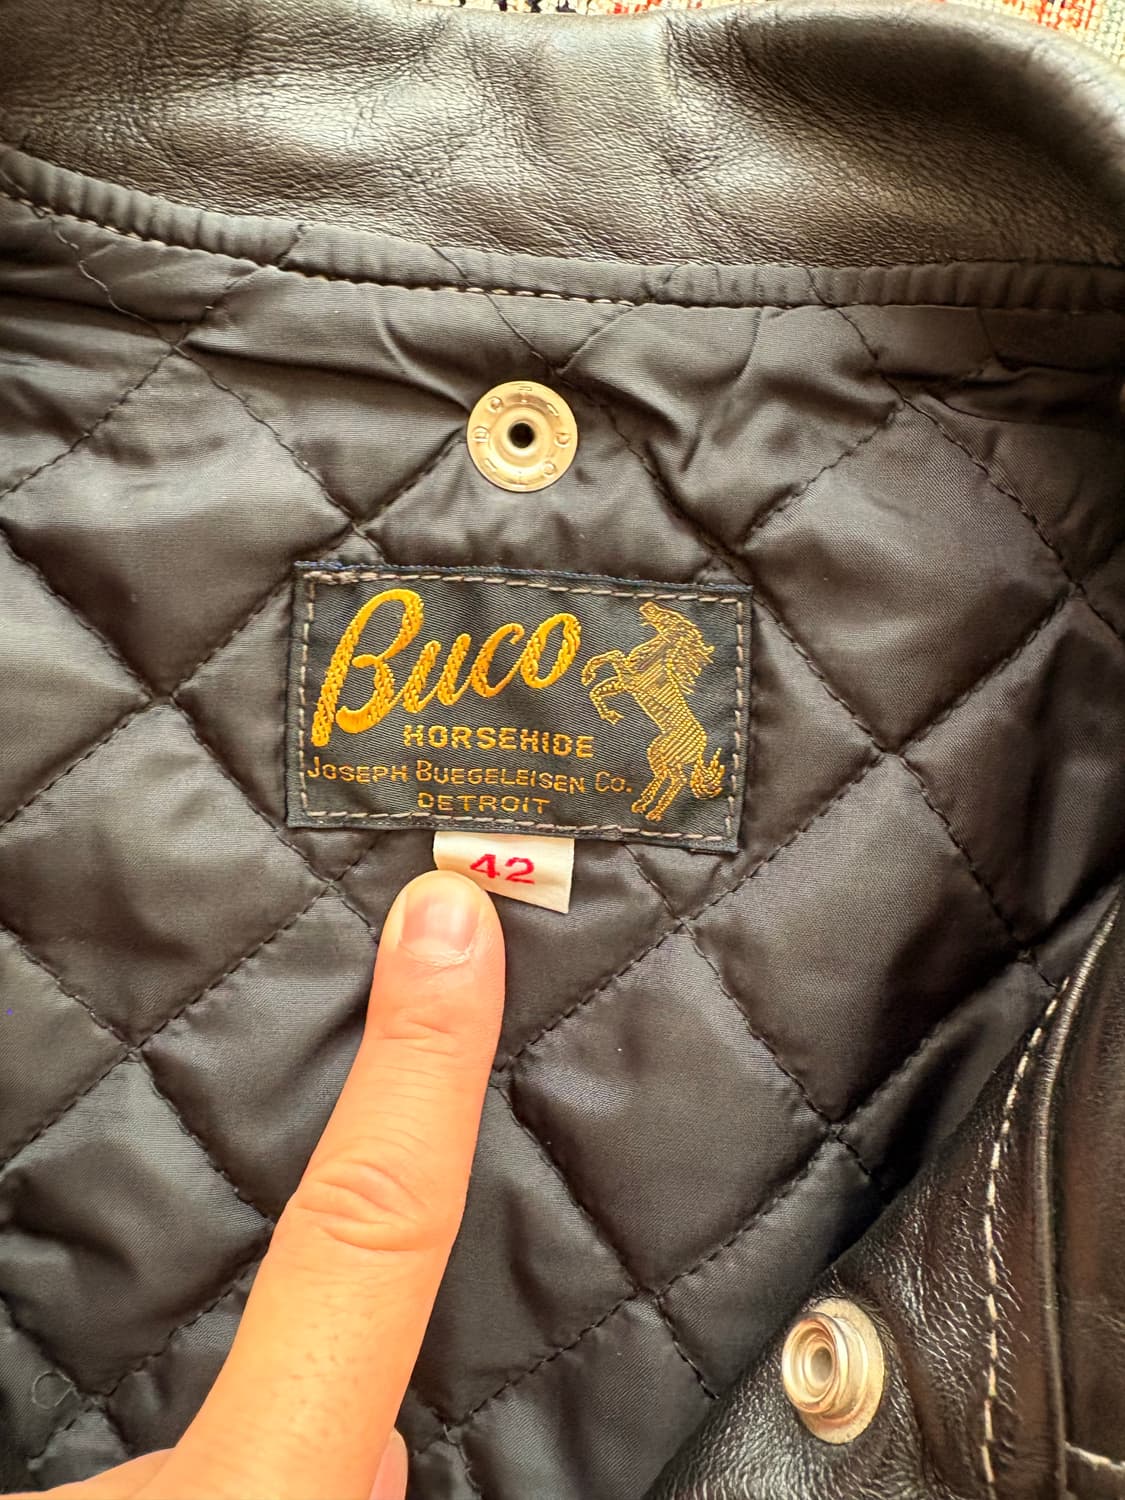 Buco
HORSEHIDE
JOSEPH BUEGELEISEN CO.
DETROIT
42